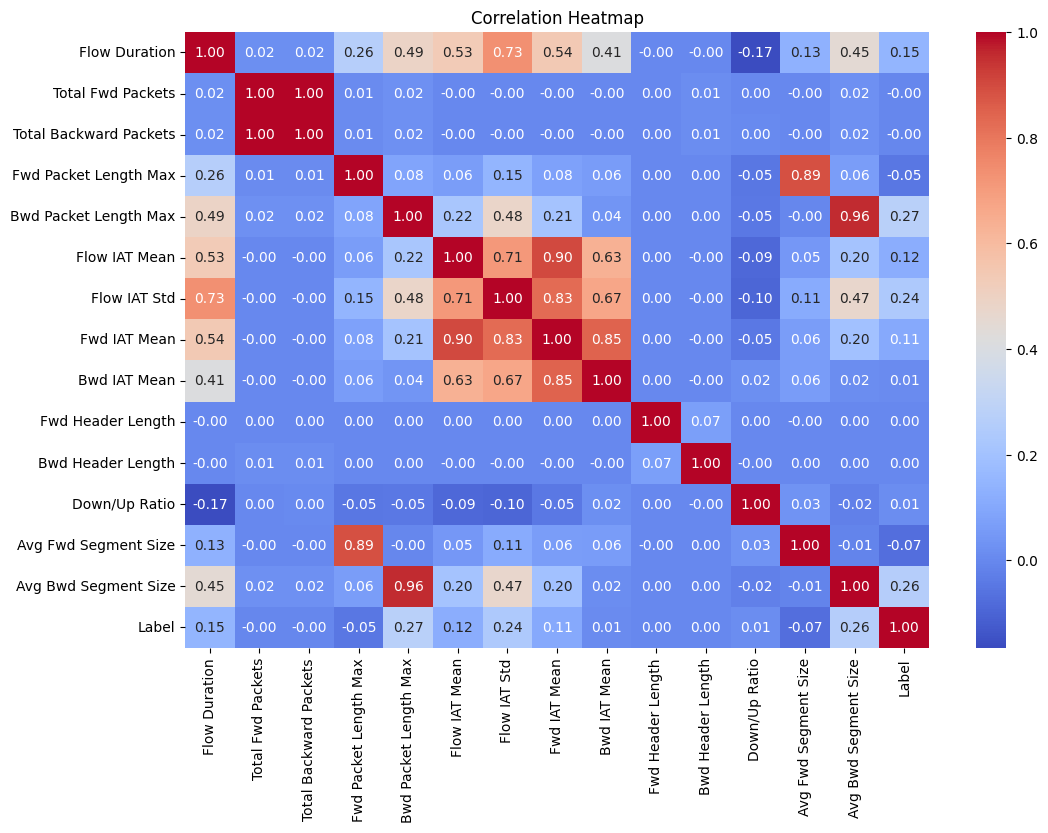 Correlation Heatmap
Flow Duration 1.00 0.02 0.02 0.26 0.49 0.53 0.73 0.54 0.41 -0.00 -0.00 -0.17 0.13 0.45 0.15
Total Fwd Packets 0.02 1.00 1.00 0.01 0.02 -0.00 -0.00 -0.00 -0.00 0.00 0.01 0.00 -0.00 0.02 -0.00
Total Backward Packets 0.02 1.00 1.00 0.01 0.02 -0.00 -0.00 -0.00 -0.00 0.00 0.01 0.00 -0.00 0.02 -0.00
Fwd Packet Length Max 0.26 0.01 0.01 1.00 0.08 0.06 0.15 0.08 0.06 0.00 0.00 -0.05 0.89 0.06 -0.05
Bwd Packet Length Max 0.49 0.02 0.02 0.08 1.00 0.22 0.48 0.21 0.04 0.00 0.00 -0.05 -0.00 0.96 0.27
Flow IAT Mean 0.53 -0.00 -0.00 0.06 0.22 1.00 0.71 0.90 0.63 0.00 -0.00 -0.09 0.05 0.20 0.12
Flow IAT Std 0.73 -0.00 -0.00 0.15 0.48 0.71 1.00 0.83 0.67 0.00 -0.00 -0.10 0.11 0.47 0.24
Fwd IAT Mean 0.54 -0.00 -0.00 0.08 0.21 0.90 0.83 1.00 0.85 0.00 -0.00 -0.05 0.06 0.20 0.11
Bwd IAT Mean 0.41 -0.00 -0.00 0.06 0.04 0.63 0.67 0.85 1.00 0.00 -0.00 0.02 0.06 0.02 0.01
Fwd Header Length -0.00 0.00 0.00 0.00 0.00 0.00 0.00 0.00 0.00 1.00 0.07 0.00 -0.00 0.00 0.00
Bwd Header Length -0.00 0.01 0.01 0.00 0.00 -0.00 -0.00 -0.00 -0.00 0.07 1.00 -0.00 0.00 0.00 0.00
Down/Up Ratio -0.17 0.00 0.00 -0.05 -0.05 -0.09 -0.10 -0.05 0.02 0.00 -0.00 1.00 0.03 -0.02 0.01
Avg Fwd Segment Size 0.13 -0.00 -0.00 0.89 -0.00 0.05 0.11 0.06 0.06 -0.00 0.00 0.03 1.00 -0.01 -0.07
Avg Bwd Segment Size 0.45 0.02 0.02 0.06 0.96 0.20 0.47 0.20 0.02 0.00 0.00 -0.02 -0.01 1.00 0.26
Label 0.15 -0.00 -0.00 -0.05 0.27 0.12 0.24 0.11 0.01 0.00 0.00 0.01 -0.07 0.26 1.00
Flow Duration
Total Fwd Packets
Total Backward Packets
Fwd Packet Length Max
Bwd Packet Length Max
Flow IAT Mean
Flow IAT Std
Fwd IAT Mean
Bwd IAT Mean
Fwd Header Length
Bwd Header Length
Down/Up Ratio
Avg Fwd Segment Size
Avg Bwd Segment Size
Label
1.0
0.8
0.6
0.4
0.2
0.0